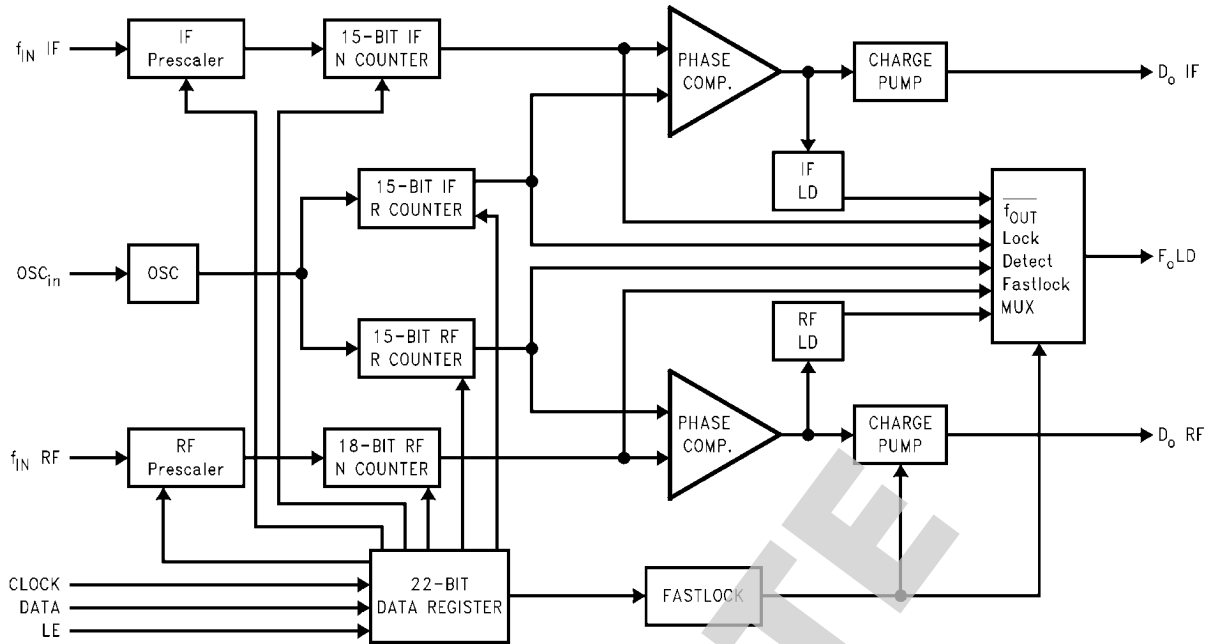 f_IN IF
IF
Prescaler
15-BIT IF
N COUNTER
PHASE
COMP.
CHARGE
PUMP
D_o IF
IF
LD
15-BIT IF
R COUNTER
f_OUT
Lock
Detect
Fastlock
MUX
F_oLD
OSC_in
OSC
15-BIT RF
R COUNTER
RF
LD
PHASE
COMP.
CHARGE
PUMP
D_o RF
f_IN RF
RF
Prescaler
18-BIT RF
N COUNTER
CLOCK
DATA
LE
22-BIT
DATA REGISTER
FASTLOCK
TE